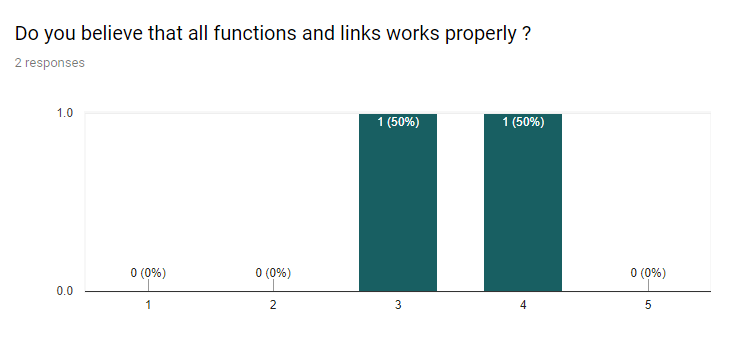 Do you believe that all functions and links works properly ?
2 responses
1.0
1 (50%) 1 (50%)
0 (0%) 0 (0%) 0 (0%)
0.0
1 2 3 4 5